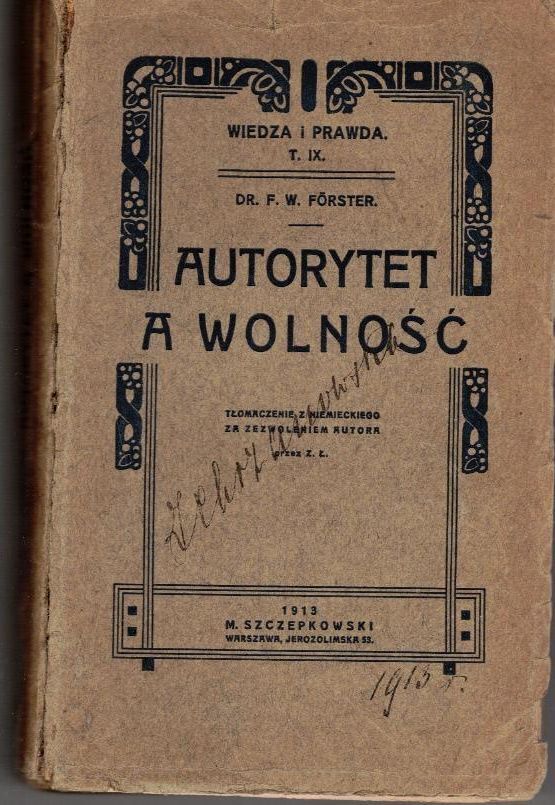 WIEDZA i PRAWDA.
T. IX.
DR. F. W. FÖRSTER.
AUTORYTET
A WOLNOŚĆ
TŁOMACZENIE Z NIEMIECKIEGO
ZA ZEZWOLENIEM AUTORA
przez Z. Ł.
1913
M. SZCZEPKOWSKI
WARSZAWA, JEROZOLIMSKA 53.
1913 r.